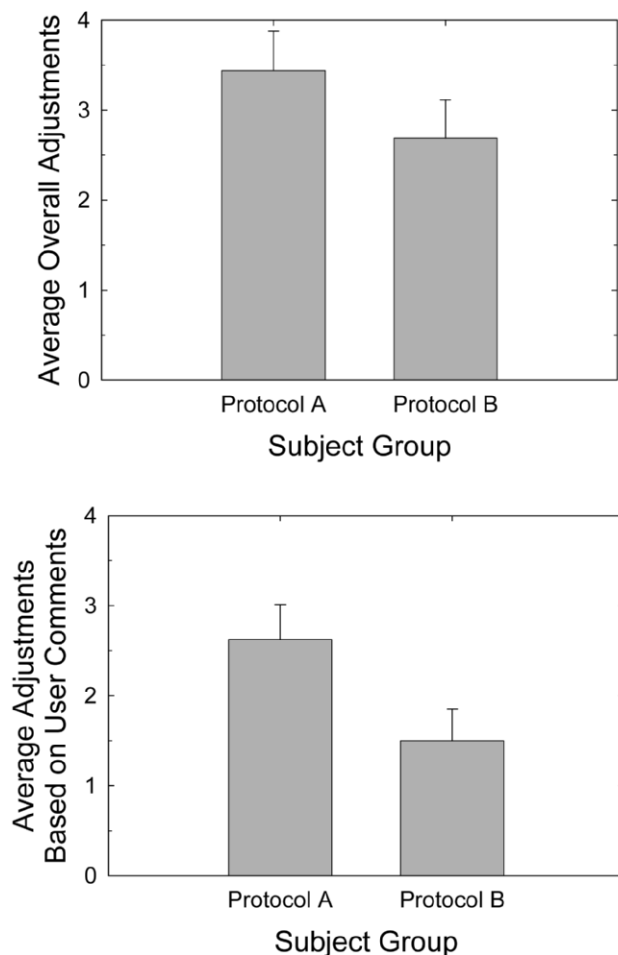 Average Overall Adjustments
4
3
2
1
0
Protocol A Protocol B
Subject Group
Average Adjustments
Based on User Comments
4
3
2
1
0
Protocol A Protocol B
Subject Group